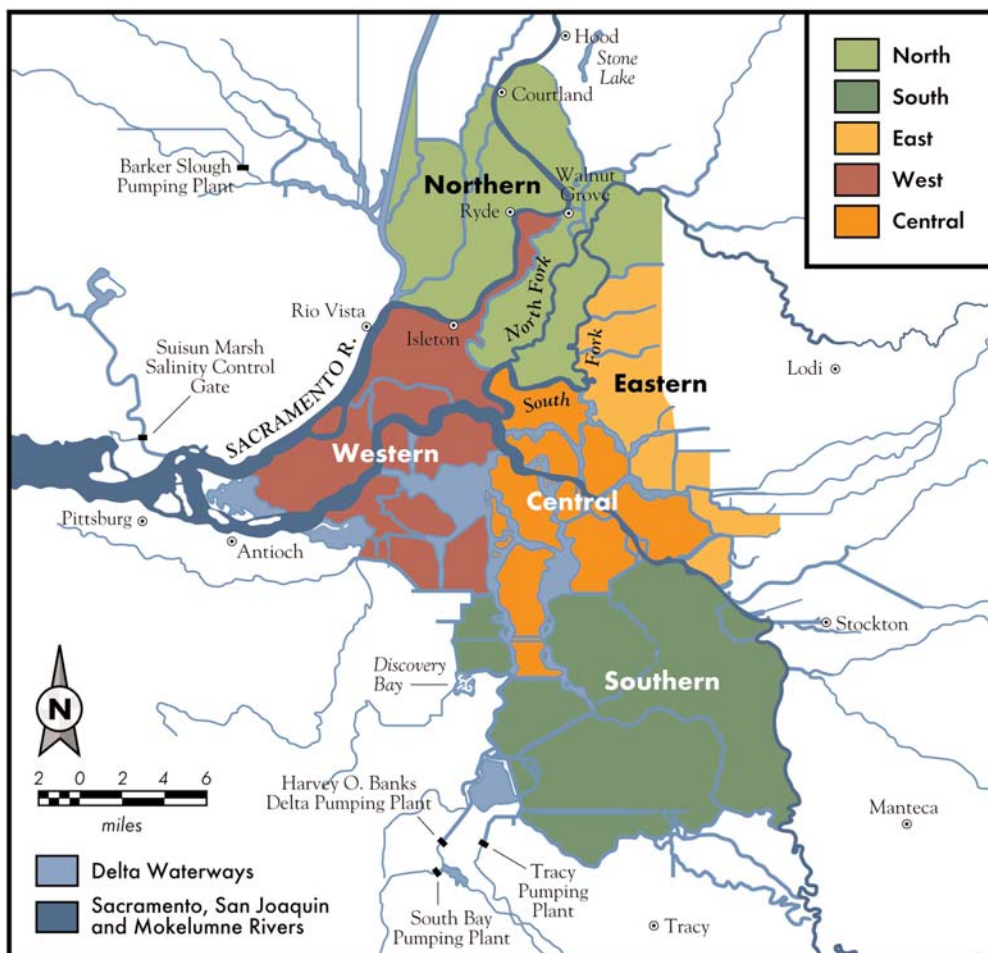 Hood
Stone
Lake
Courtland
Barker Slough
Pumping Plant
Northern
Walnut
Grove
Ryde
North
South
East
West
Central
Rio Vista
Isleton
North Fork
Fork
South
Suisun Marsh
Salinity Control
Gate
SACRAMENTO R.
Lodi
Eastern
Western
Central
Pittsburg
Antioch
Stockton
Discovery
Bay
Southern
N
2 0 2 4 6
miles
Harvey O. Banks
Delta Pumping Plant
Manteca
Delta Waterways
Sacramento, San Joaquin
and Mokelumne Rivers
South Bay
Pumping Plant
Tracy
Pumping
Plant
Tracy